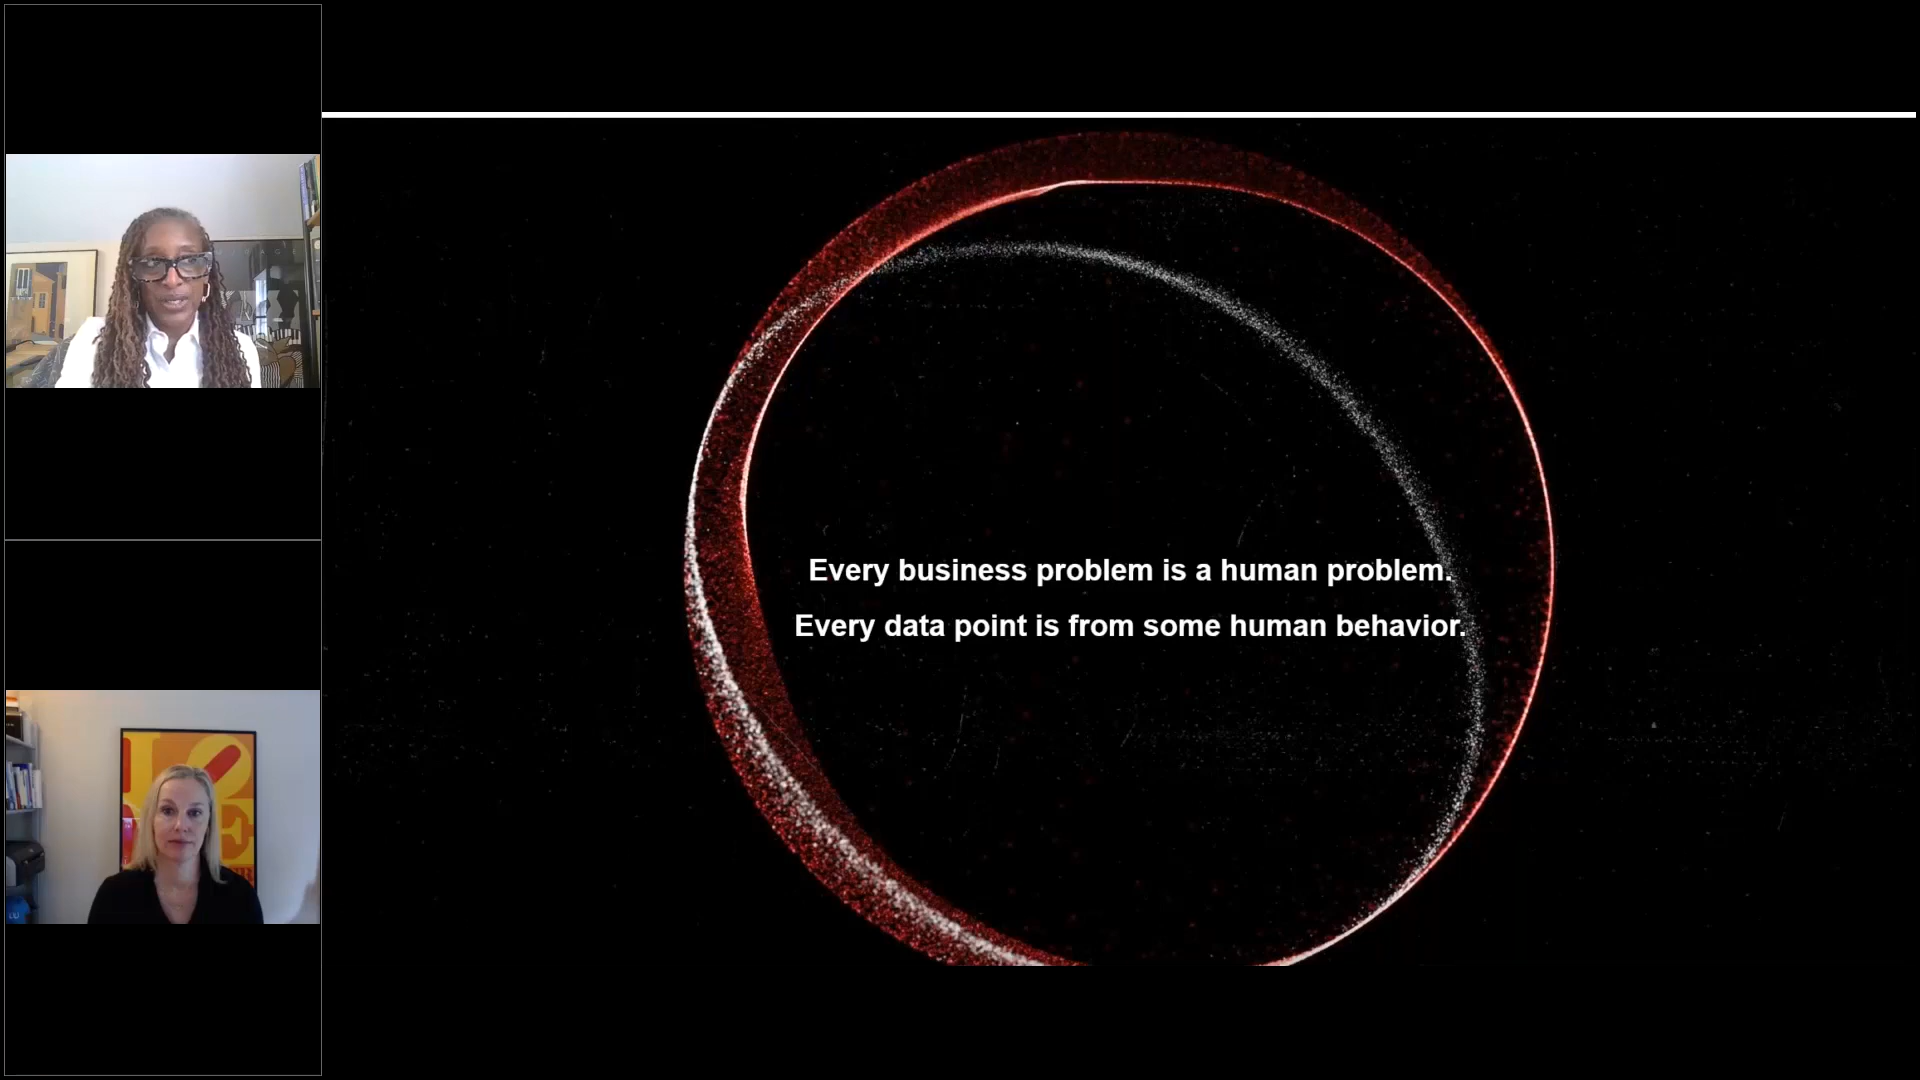 Every business problem is a human problem.
Every data point is from some human behavior.